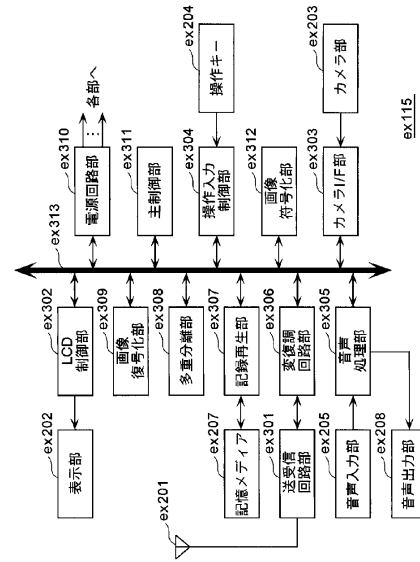 ex115
ex313
ex310
電源回路部
各部へ
ex311
主制御部
ex304
操作入力
制御部
ex204
操作キー
ex312
画像
符号化部
ex303
カメラI/F部
ex203
カメラ部
ex302
LCD
制御部
ex202
表示部
ex309
画像
復号化部
ex308
多重分離部
ex307
記録再生部
ex207
記憶メディア
ex306
変復調
回路部
ex301
送受信
回路部
ex201
ex305
音声
処理部
ex205
音声入力部
ex208
音声出力部